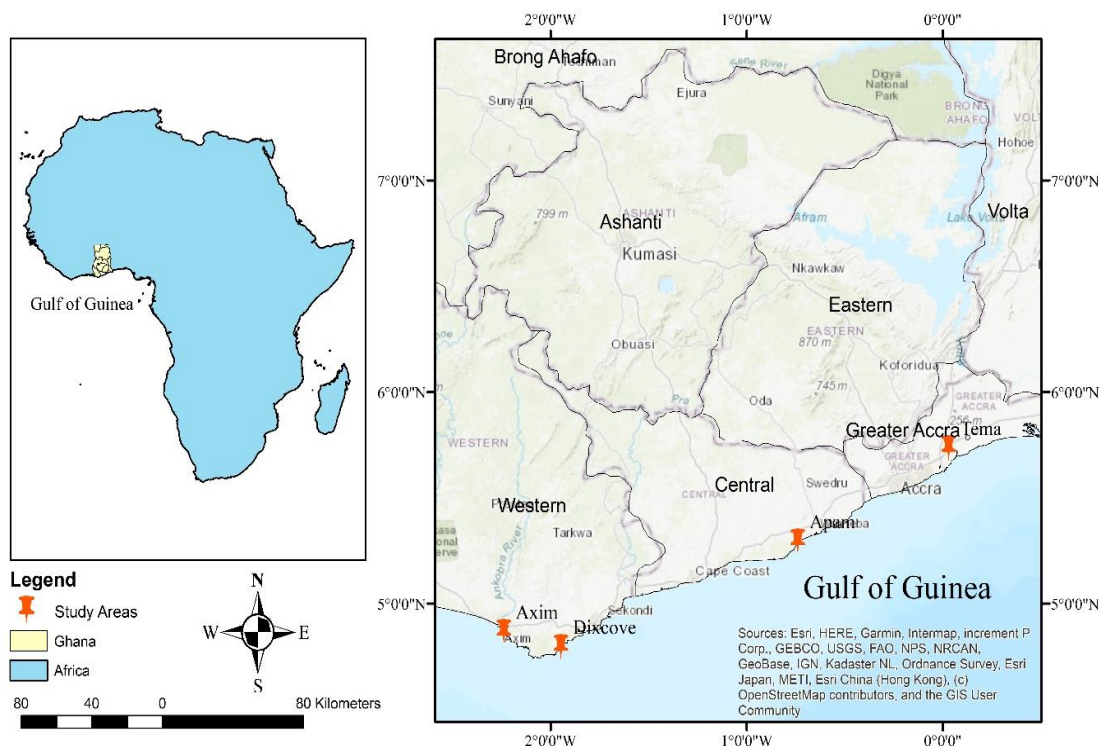 2°0'0"W
1°0'0"W
0°0'0"
Brong Ahafo
Sunyani
Ejura
Digya
National
Park
BRONG
AHAFO
VOLT
Hohoe
7°0'0"N
7°0'0"N
799 m
ASHANTI
Ashanti
Kumasi
Afram
Lake Volta
Volta
Nkawkaw
Eastern
EASTERN
Obuasi
870 m
Koforidua
745 m
6°0'0"N
6°0'0"N
Pra
Oda
GREATER
ACCRA
256 m
Greater Accra
Tema
WESTERN
GREATER
ACCRA
Central
CENTRAL
Swedru
Accra
Western
Tarkwa
Apam
Ankobra River
Cape Coast
Gulf of Guinea
5°0'0"N
5°0'0"N
Sekondi
Axim
Axim
Dixcove
Sources: Esri, HERE, Garmin, Intermap, increment P
Corp., GEBCO, USGS, FAO, NPS, NRCAN,
GeoBase, IGN, Kadaster NL, Ordnance Survey, Esri
Japan, METI, Esri China (Hong Kong), (c)
OpenStreetMap contributors, and the GIS User
Community
2°0'0"W
1°0'0"W
0°0'0"
Gulf of Guinea
Legend
Study Areas
Ghana
Africa
N
W
E
S
80
40
0
80 Kilometers